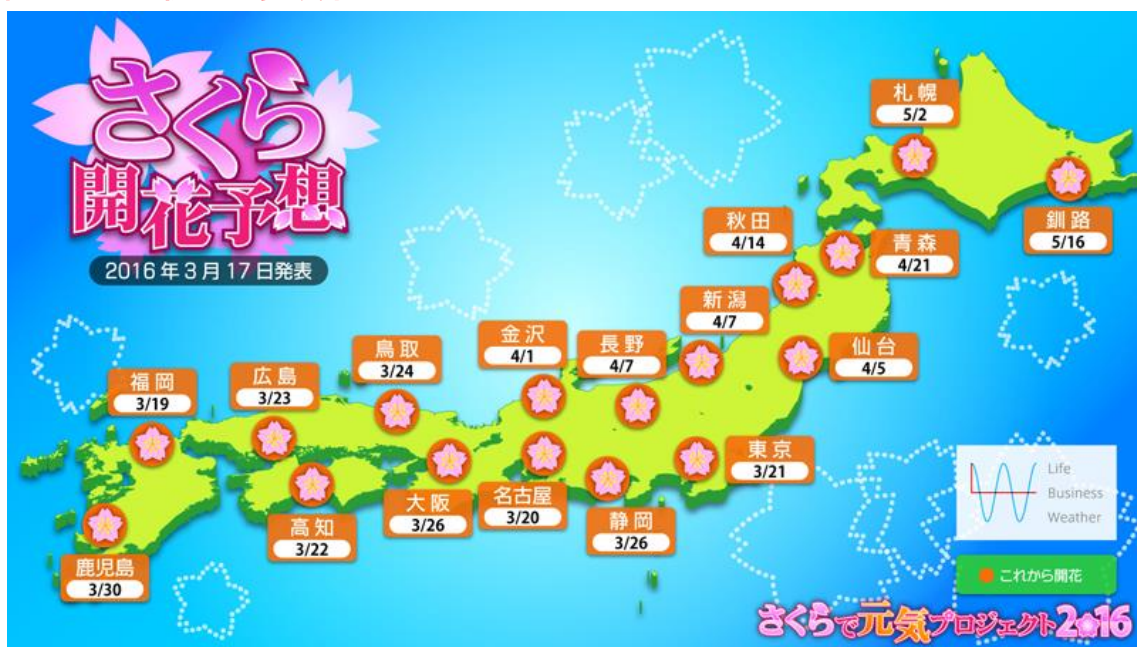 さくら
開花予想
2016年3月17日発表
札幌
5/2
釧路
5/16
秋田
4/14
青森
4/21
新潟
4/7
仙台
4/5
金沢
4/1
長野
4/7
鳥取
3/24
広島
3/23
福岡
3/19
東京
3/21
大阪
3/26
名古屋
3/20
静岡
3/26
高知
3/22
鹿児島
3/30
Life
Business
Weather
これから開花
さくらで元気プロジェクト2016